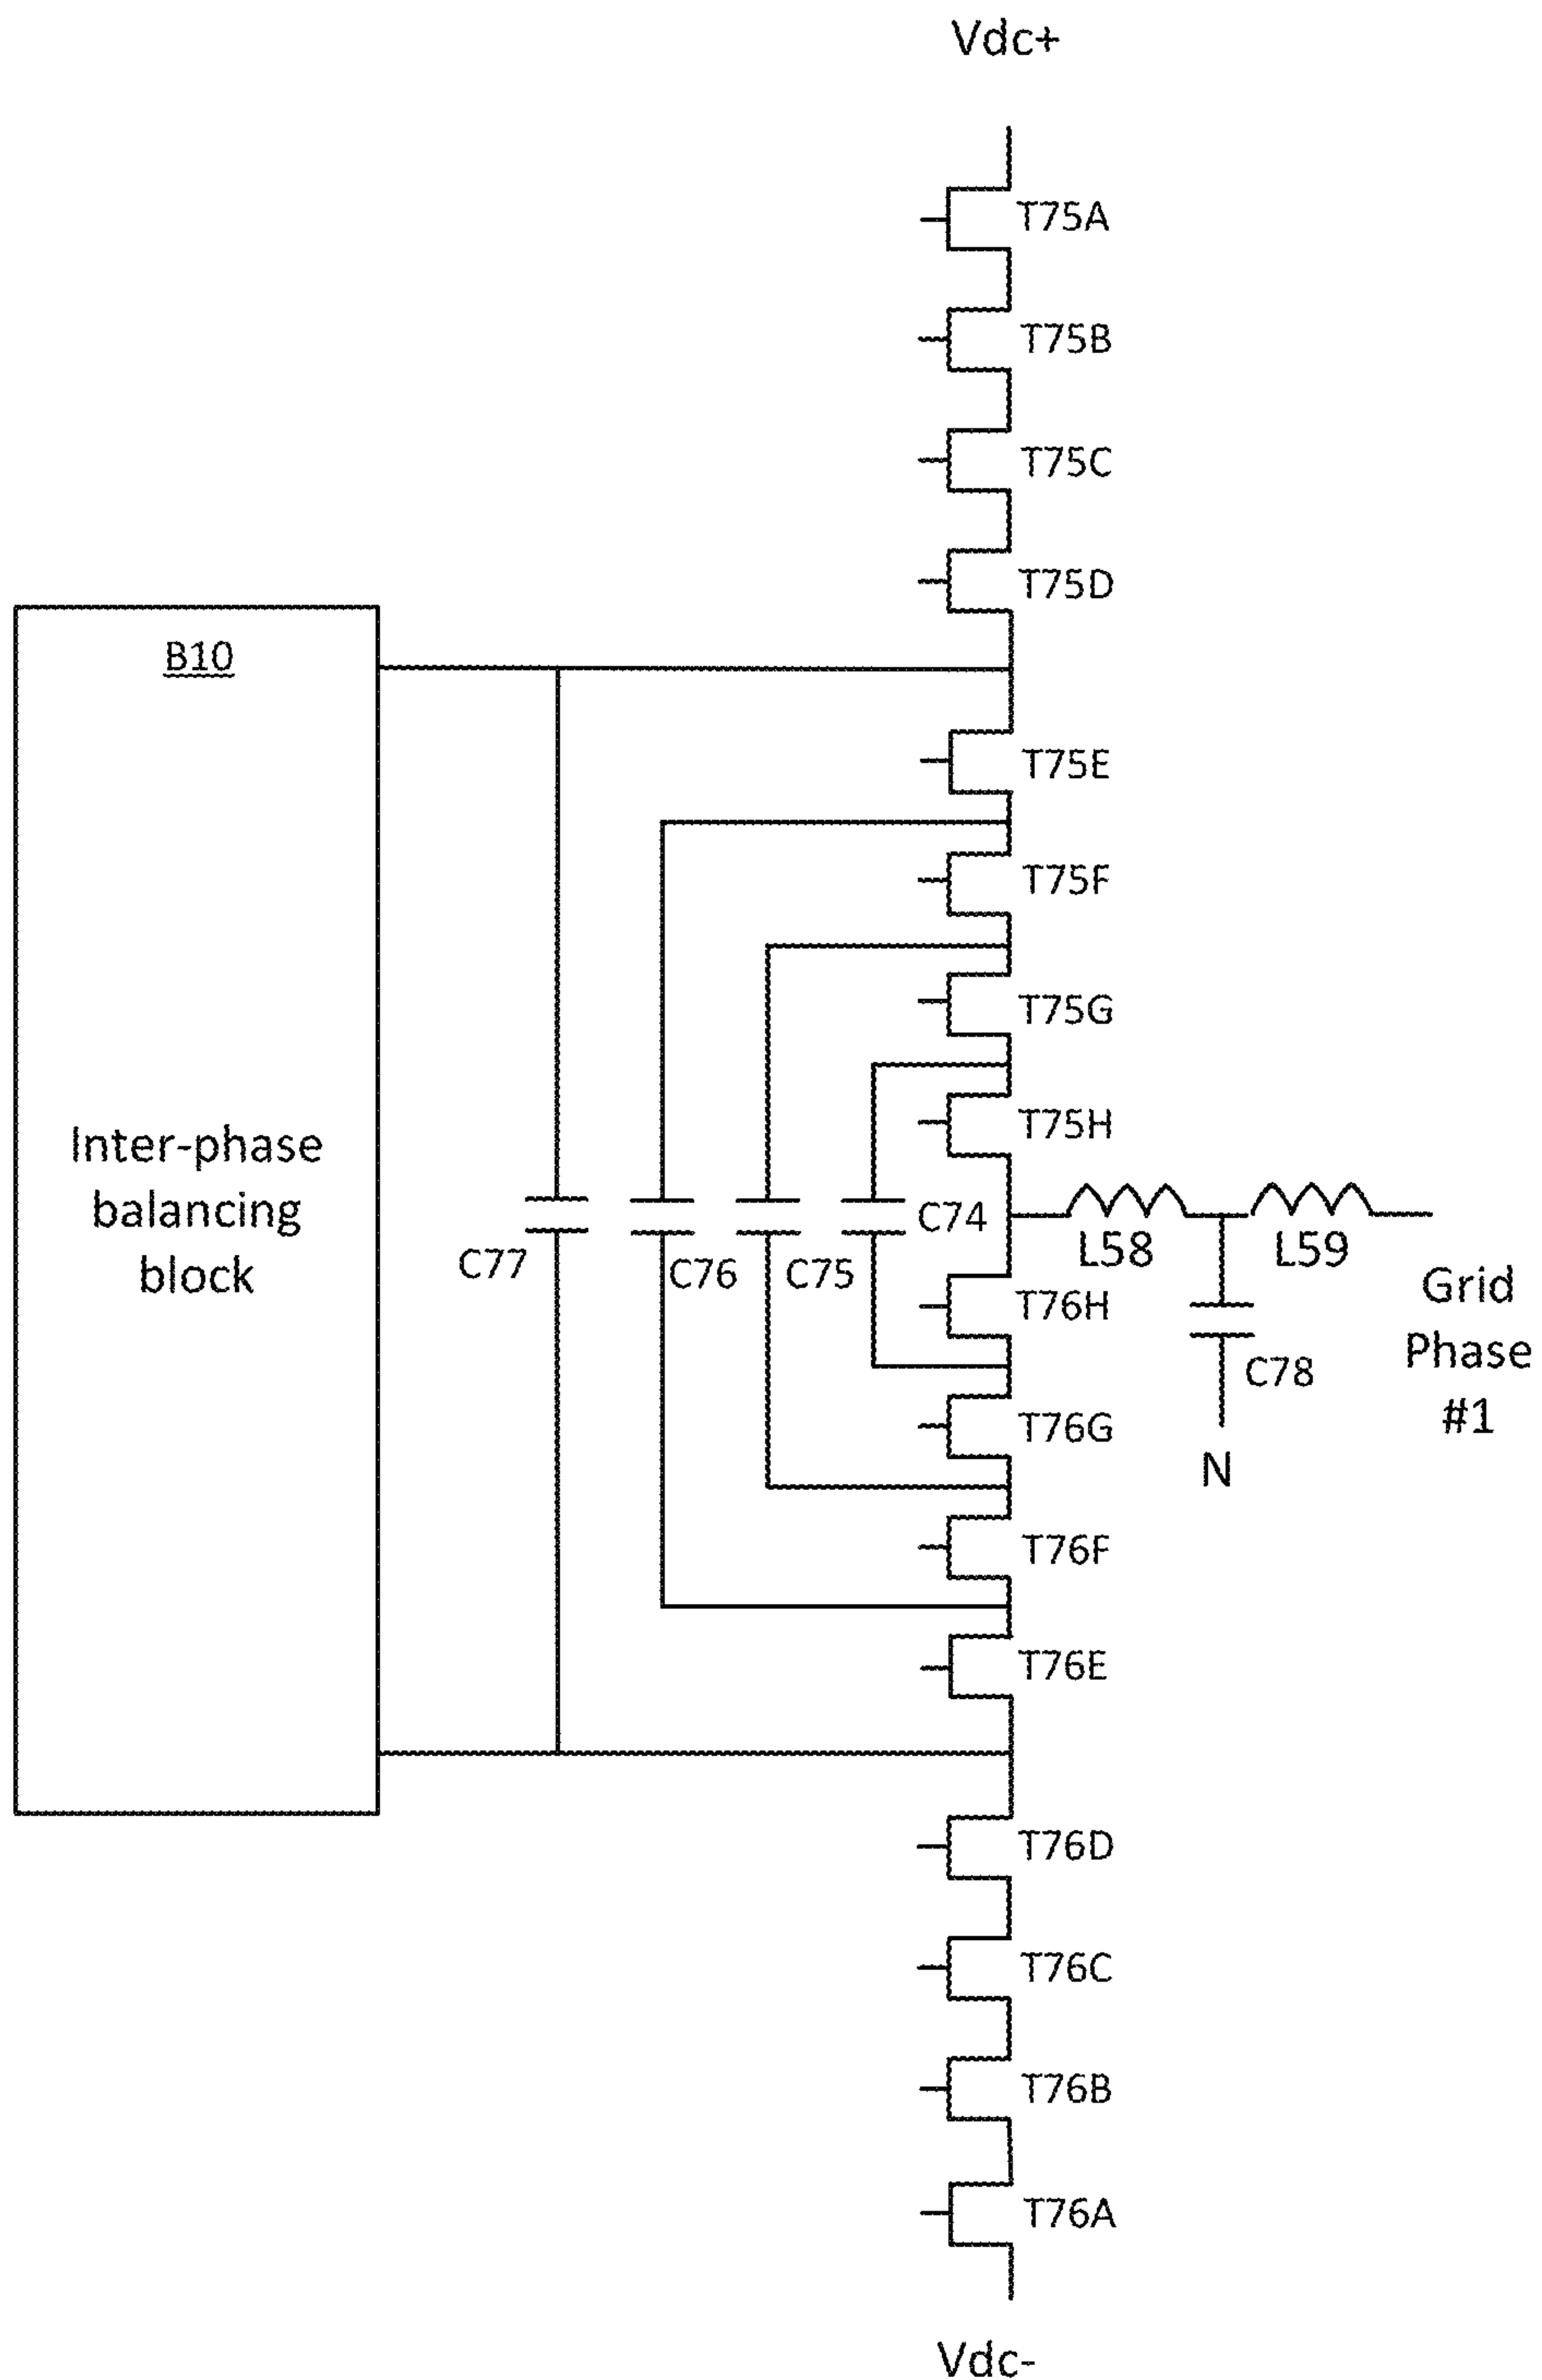 Vdc+
T75A
T75B
T75C
T75D
B10
T75E
T75F
T75G
T75H
Inter-phase
balancing
block
C77
C76
C75
C74
L58
L59
Grid
Phase
#1
T76H
C78
N
T76G
T76F
T76E
T76D
T76C
T76B
T76A
Vdc-